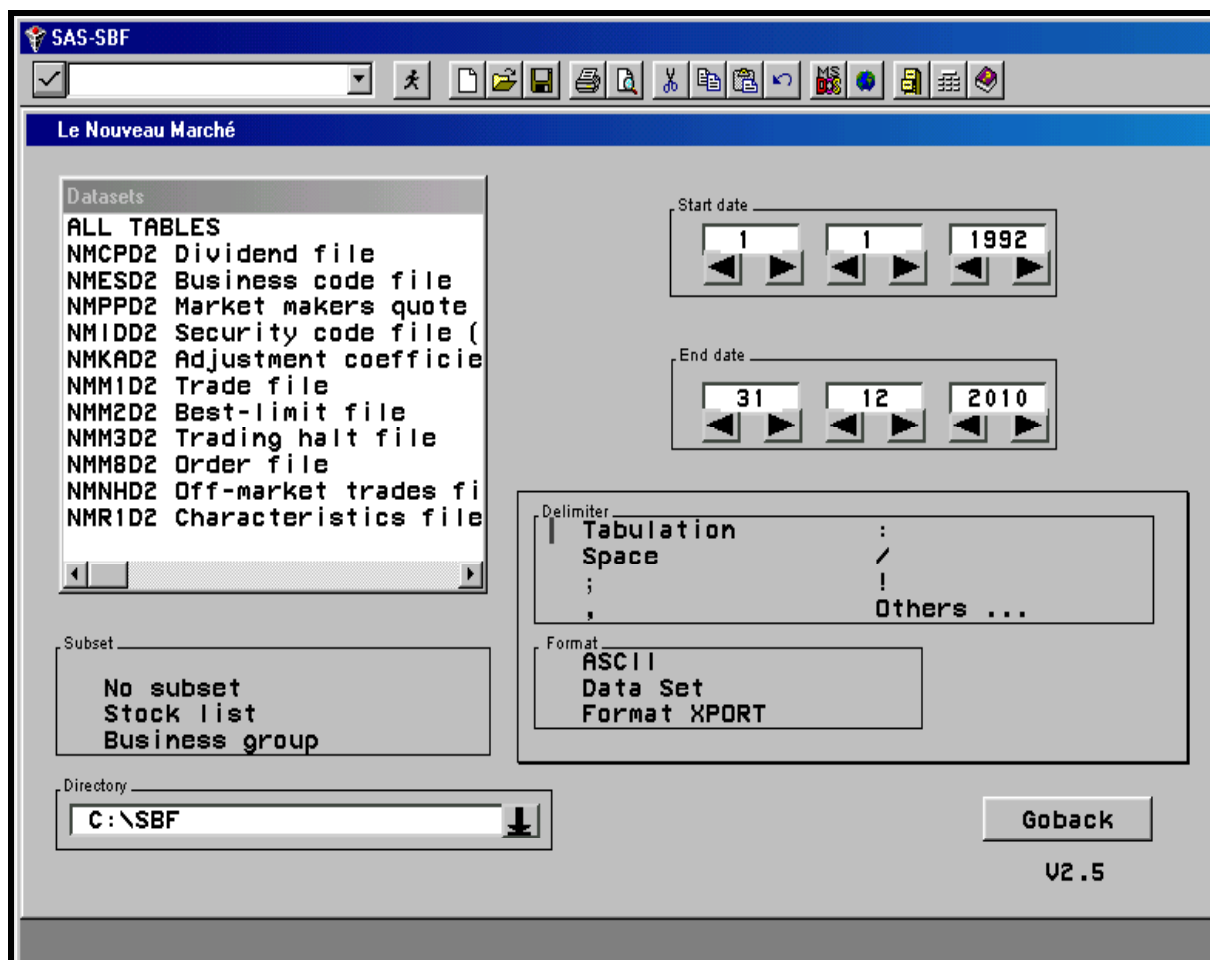 SAS-SBF
MS
DOS
Le Nouveau Marché
Datasets
ALL TABLES
NMCPD2 Dividend file
NMESD2 Business code file
NMPPD2 Market makers quote
NMIDD2 Security code file (
NMKAD2 Adjustment coefficie
NMM1D2 Trade file
NMM2D2 Best-limit file
NMM3D2 Trading halt file
NMM8D2 Order file
NMNHD2 Off-market trades fi
NMR1D2 Characteristics file
Start date
1 1 1992
End date
31 12 2010
Delimiter
Tabulation :
Space /
; !
, Others ...
Format
ASCII
Data Set
Format XPORT
Subset
No subset
Stock list
Business group
Directory
C:\SBF
Goback
V2.5